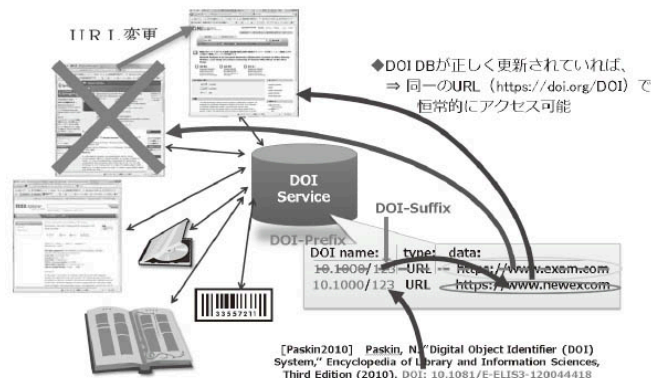 URL変更
◆DOI DBが正しく更新されていれば、
⇒ 同一のURL（https://doi.org/DOI）で
恒常的にアクセス可能
DOI
Service
DOI-Suffix
DOI-Prefix
DOI name: type: data:
10.1000/123 URL -- https://www.exam.com
10.1000/123 URL https://www.newexcom
33557211
[Paskin2010] Paskin, N."Digital Object Identifier (DOI)
System," Encyclopedia of Library and Information Sciences,
Third Edition (2010). DOI: 10.1081/E-ELIS3-120044418